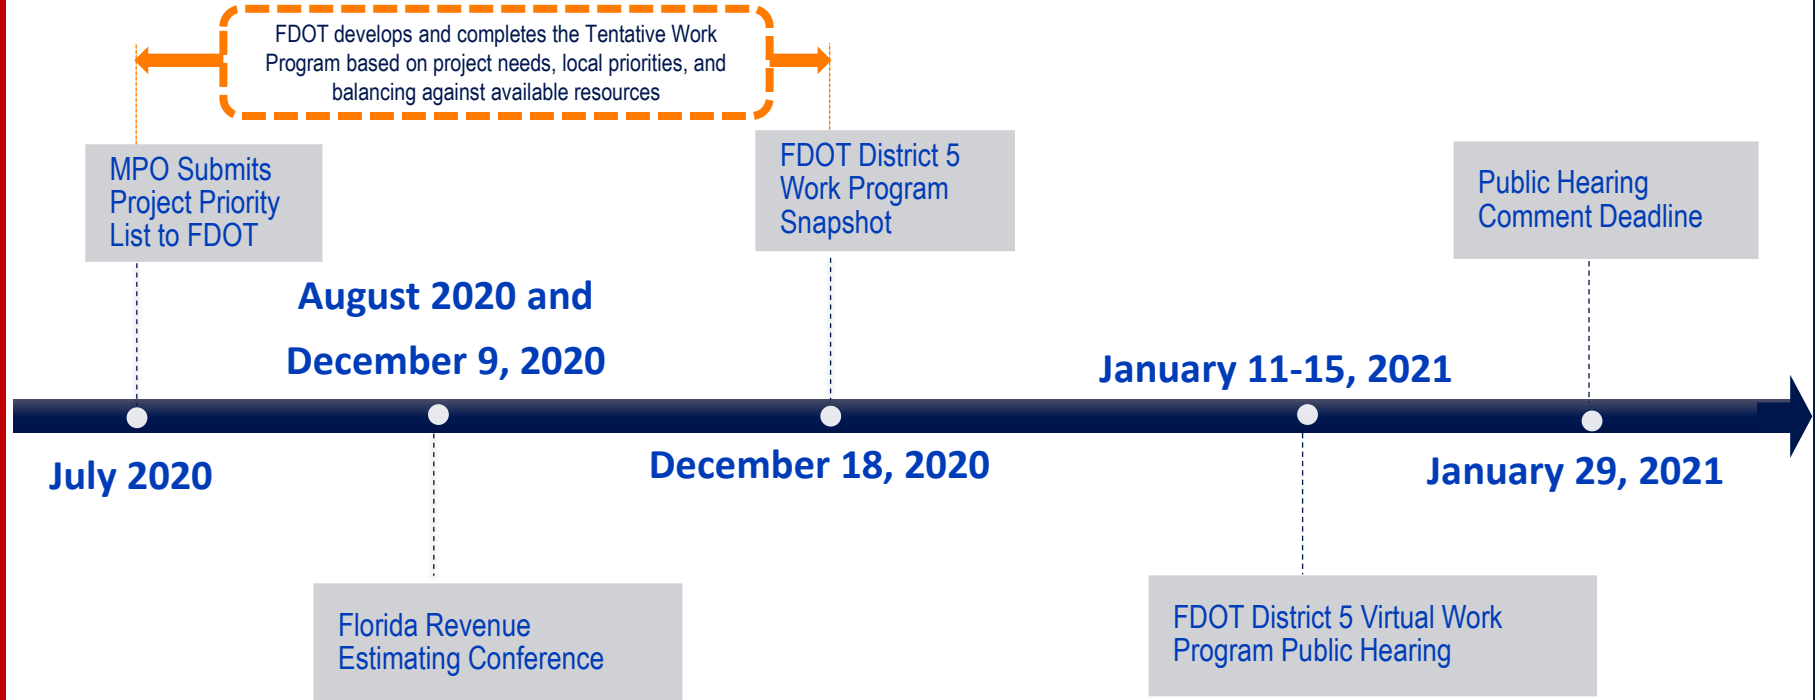 FDOT develops and completes the Tentative Work
Program based on project needs, local priorities, and
balancing against available resources
MPO Submits
Project Priority
List to FDOT
FDOT District 5
Work Program
Snapshot
Public Hearing
Comment Deadline
August 2020 and
December 9, 2020
January 11-15, 2021
July 2020
December 18, 2020
January 29, 2021
Florida Revenue
Estimating Conference
FDOT District 5 Virtual Work
Program Public Hearing